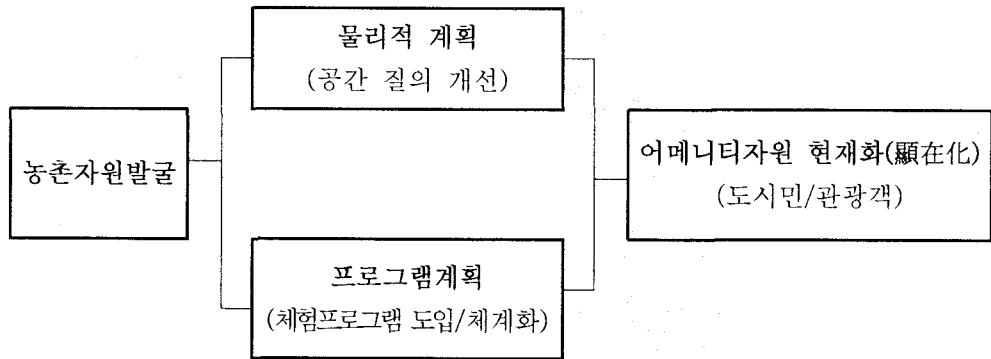 물리적 계획
(공간 질의 개선)
농촌자원발굴
어메니티자원 현재화(顯在化)
(도시민/관광객)
프로그램계획
(체험프로그램 도입/체계화)